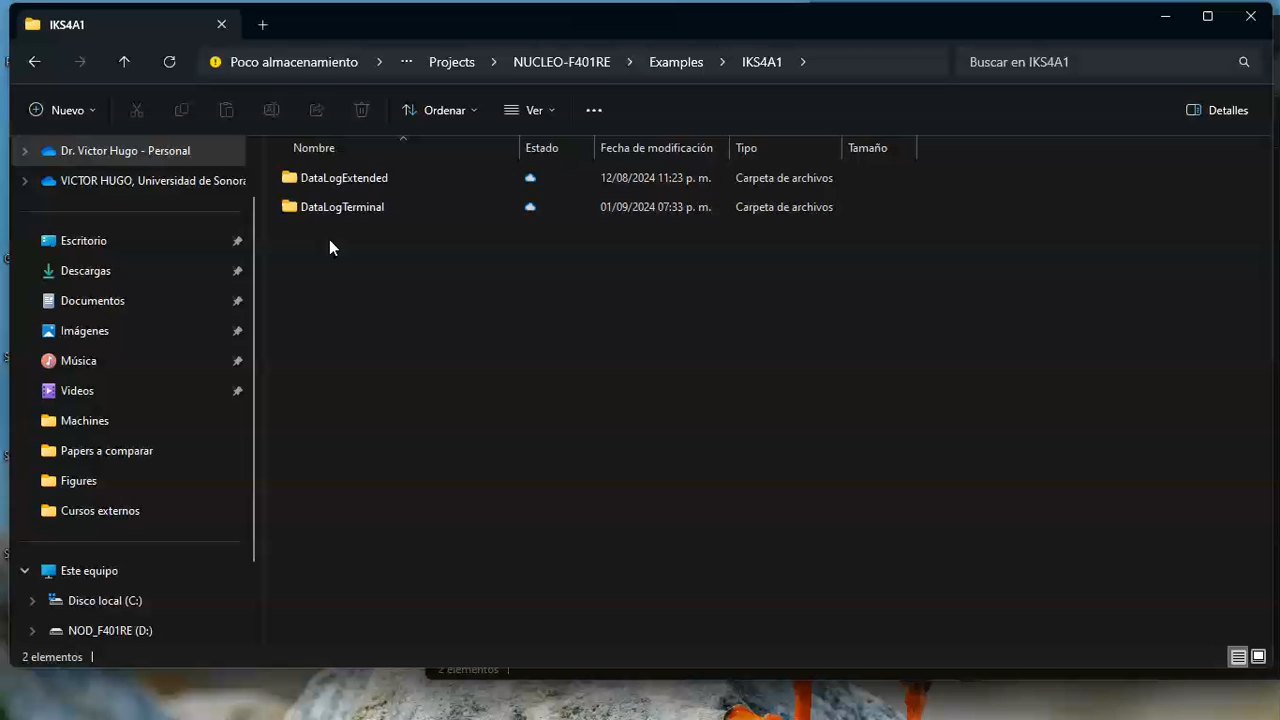 IKS4A1
Poco almacenamiento > ... Projects > NUCLEO-F401RE > Examples > IKS4A1 >
Buscar en IKS4A1
Nuevo
Ordenar
Ver
...
Detalles
Nombre
Estado
Fecha de modificación
Tipo
Tamaño
DataLogExtended
12/08/2024 11:23 p. m.
Carpeta de archivos
DataLogTerminal
01/09/2024 07:33 p. m.
Carpeta de archivos
Dr. Victor Hugo - Personal
VICTOR HUGO, Universidad de Sonora
Escritorio
Descargas
Documentos
Imágenes
Música
Videos
Machines
Papers a comparar
Figures
Cursos externos
Este equipo
Disco local (C:)
NOD_F401RE (D:)
2 elementos
2 elementos